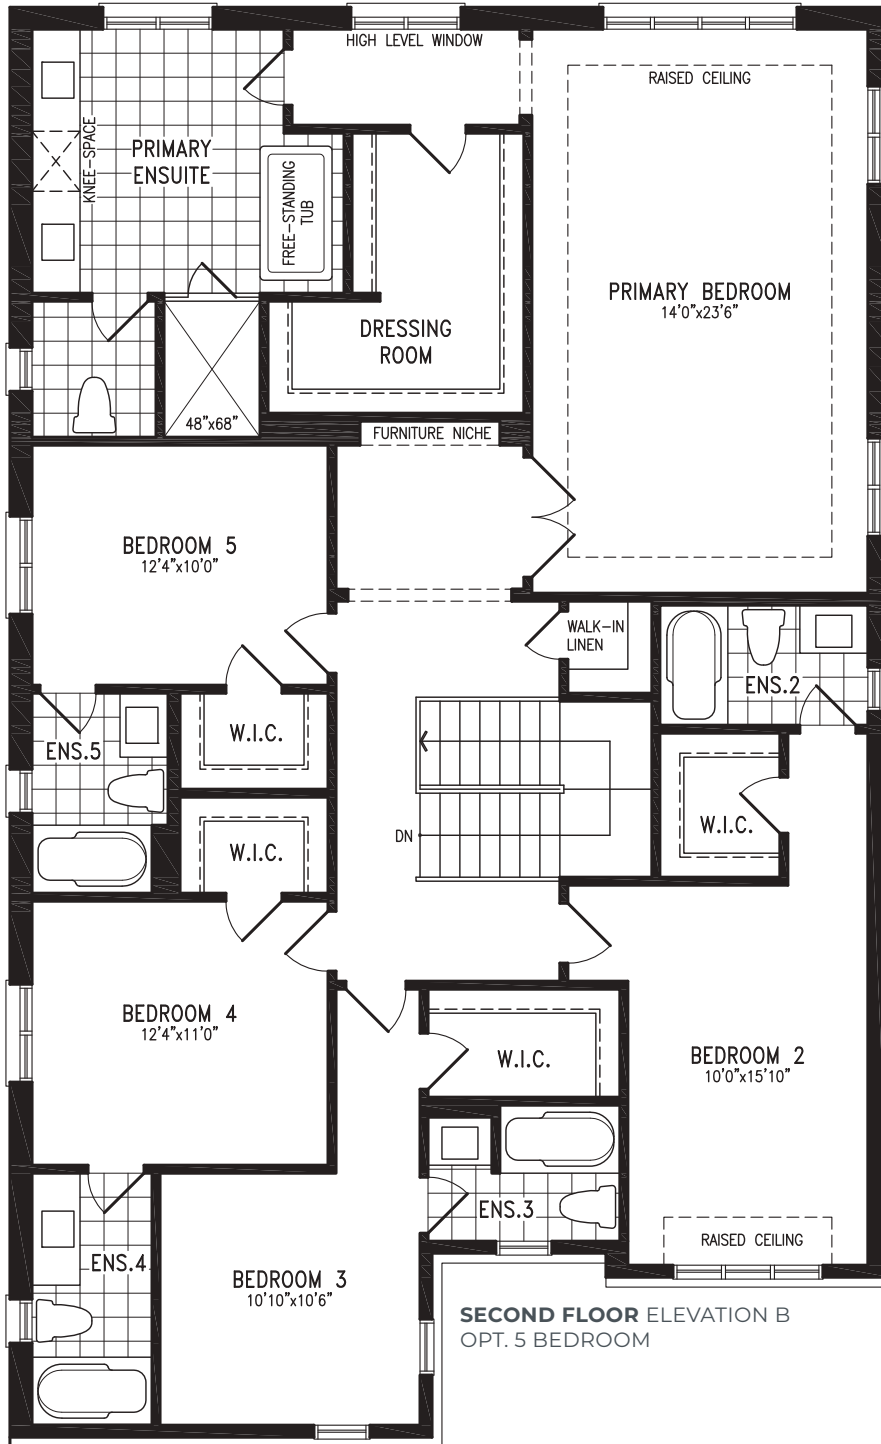 HIGH LEVEL WINDOW
RAISED CEILING
KNEE-SPACE
PRIMARY
ENSUITE
FREE-STANDING
TUB
PRIMARY BEDROOM
14'0"x23'6"
DRESSING
ROOM
48"x68"
FURNITURE NICHE
BEDROOM 5
12'4"x10'0"
WALK-IN
LINEN
ENS.2
ENS.5
W.I.C.
W.I.C.
DN
W.I.C.
BEDROOM 4
12'4"x11'0"
W.I.C.
BEDROOM 2
10'0"x15'10"
ENS.3
RAISED CEILING
ENS.4
BEDROOM 3
10'10"x10'6"
SECOND FLOOR ELEVATION B
OPT. 5 BEDROOM